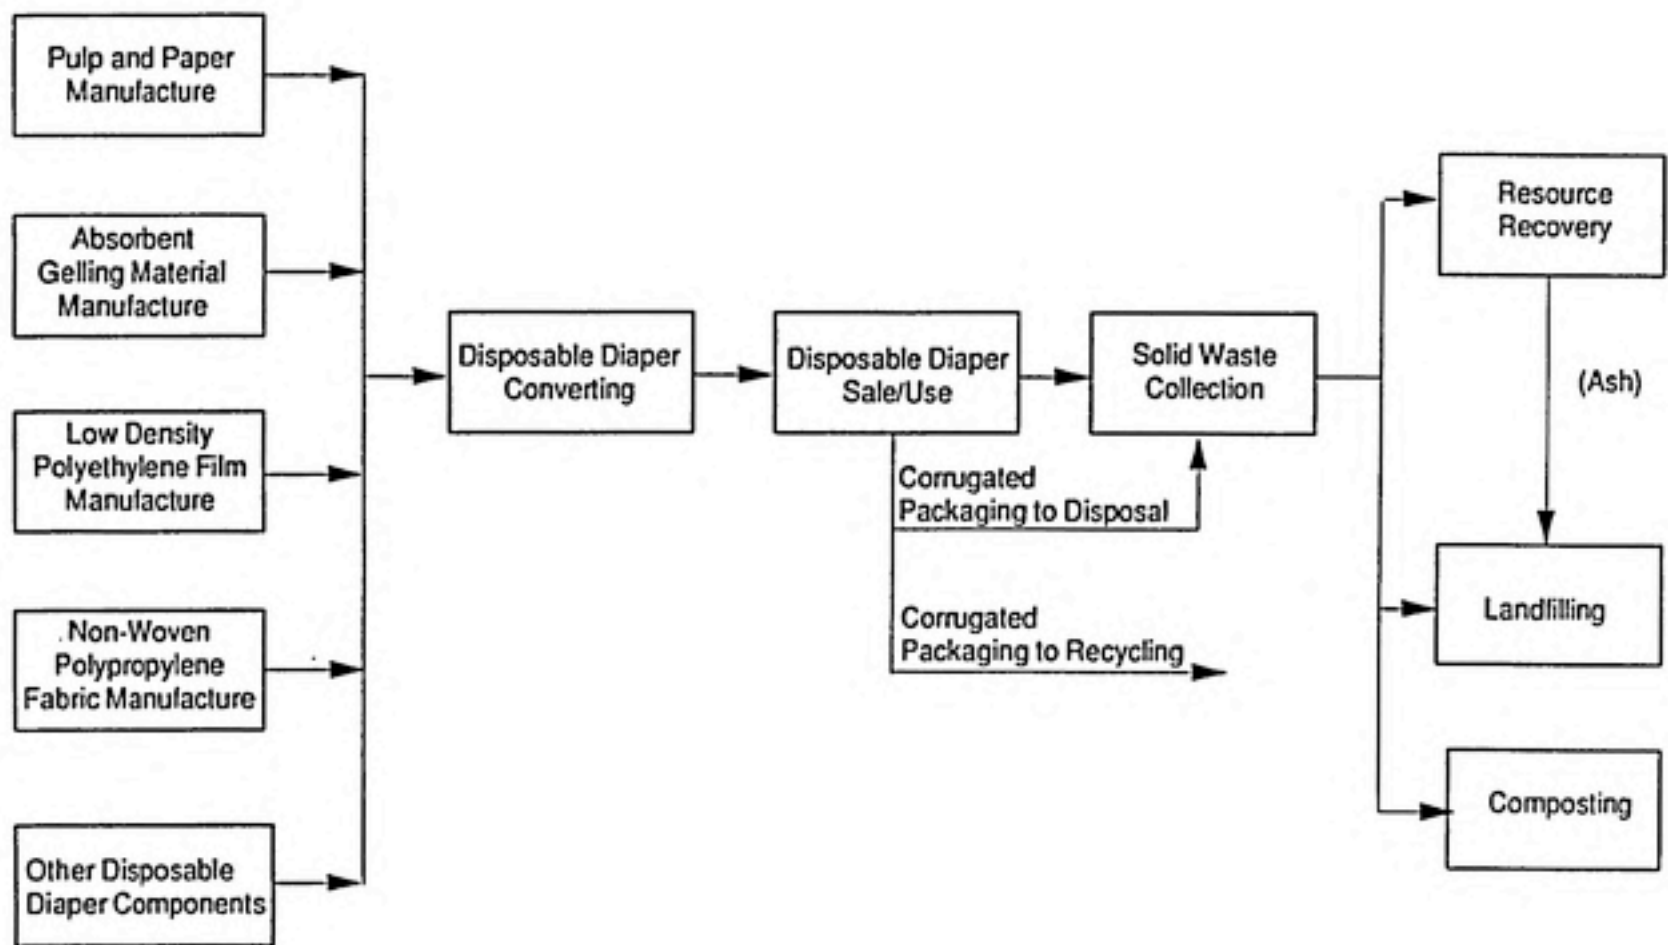 Pulp and Paper
Manufacture
Absorbent
Gelling Material
Manufacture
Low Density
Polyethylene Film
Manufacture
Non-Woven
Polypropylene
Fabric Manufacture
Other Disposable
Diaper Components
Disposable Diaper
Converting
Disposable Diaper
Sale/Use
Corrugated
Packaging to Disposal
Corrugated
Packaging to Recycling
Solid Waste
Collection
Resource
Recovery
(Ash)
Landfilling
Composting